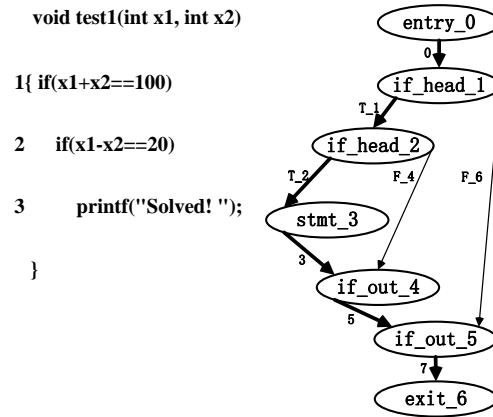 void test1(int x1, int x2)
1{ if(x1+x2==100)
2 if(x1-x2==20)
3 printf("Solved! ");
}
entry_0
0
if_head_1
T_1
if_head_2
T_2
F_4
F_6
stmt_3
3
if_out_4
5
if_out_5
7
exit_6